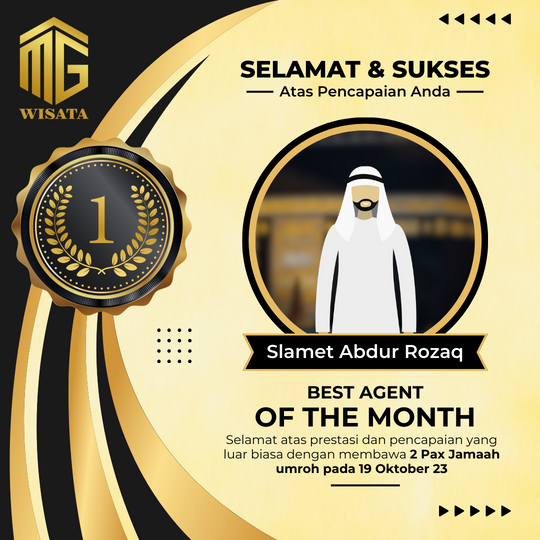 MG
WISATA
SELAMAT & SUKSES
Atas Pencapaian Anda
1
Slamet Abdur Rozaq
BEST AGENT
OF THE MONTH
Selamat atas prestasi dan pencapaian yang
luar biasa dengan membawa 2 Pax Jamaah
umroh pada 19 Oktober 23